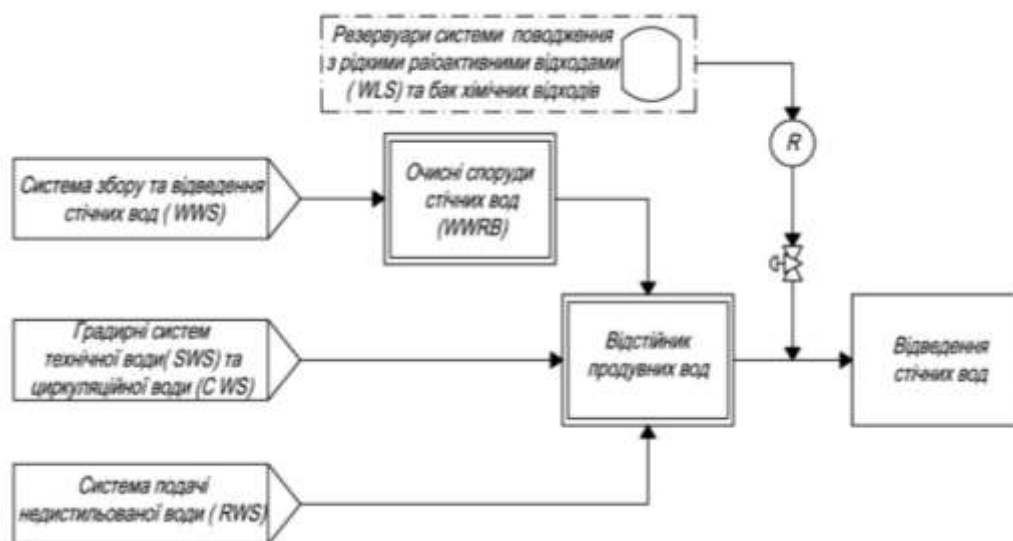 Резервуари системи поводження
з рідкими раіоактивними відходами
( WLS) та бак хімічних відходів
R
Система збору та відведення
стічних вод ( WWS)
Очисні споруди
стічних вод
(WWRB)
Градирні систем
технічної води( SWS) та
циркуляційної води (C WS)
Відстійник
продувних вод
Відведення
стічних вод
Система подачі
недистильованої води ( RWS)